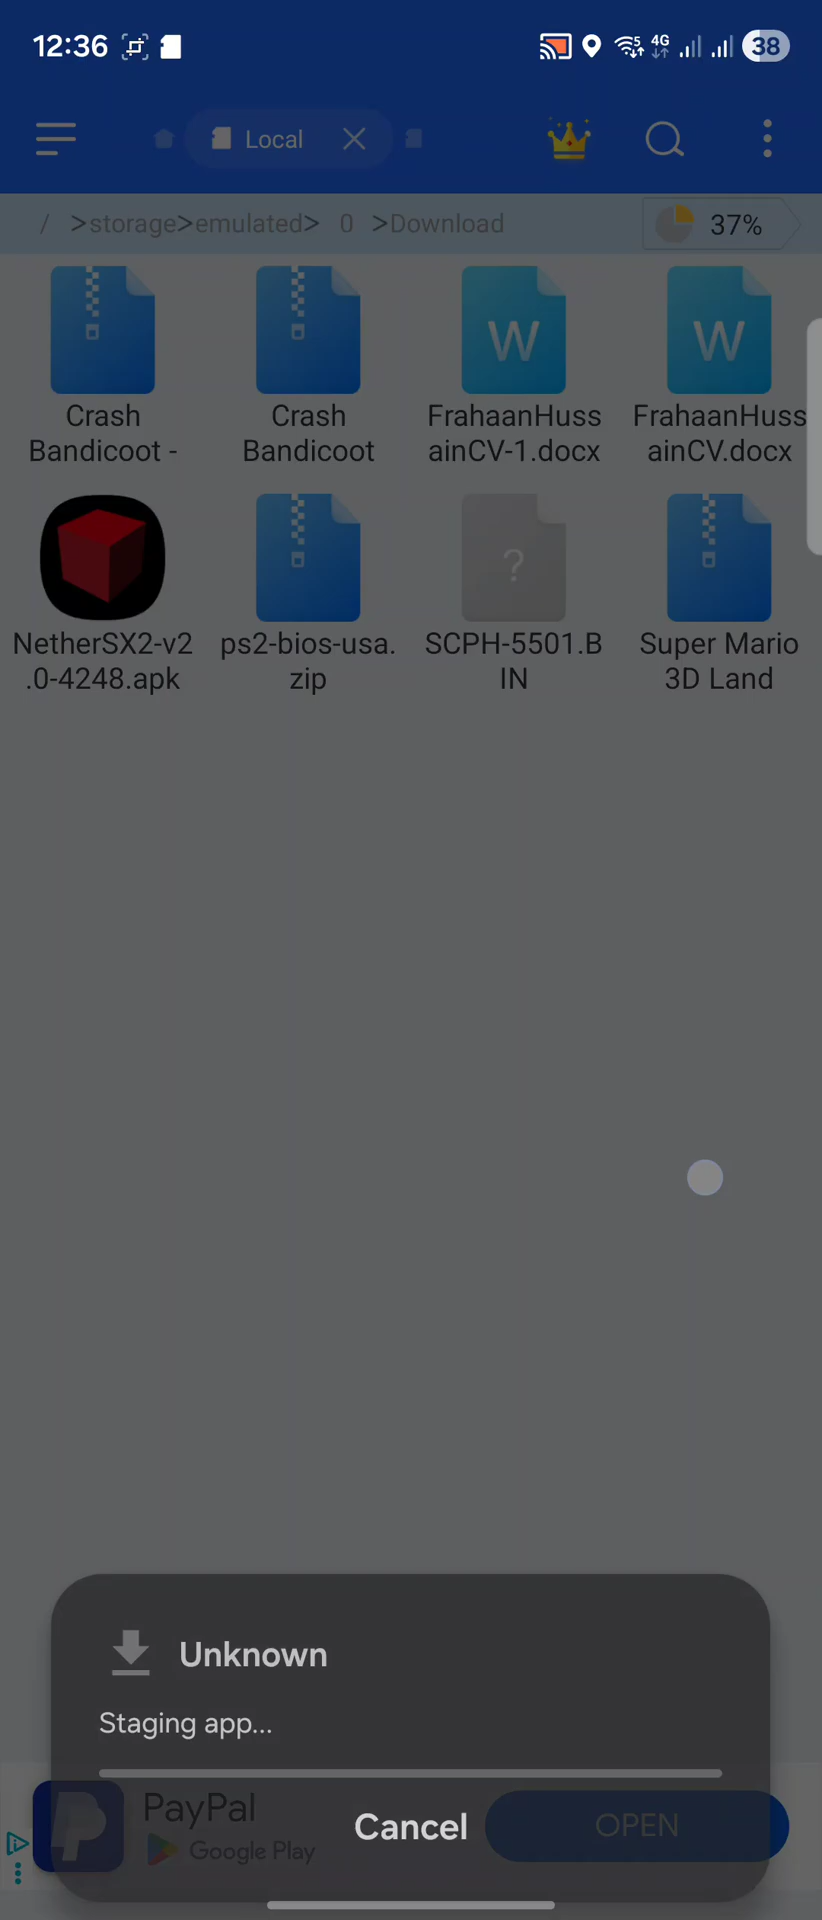 12:36
4G
38
Local
/ >storage>emulated> 0 >Download
37%
Crash
Bandicoot -
Crash
Bandicoot
W
FrahaanHuss
ainCV-1.docx
W
FrahaanHuss
ainCV.docx
NetherSX2-v2
.0-4248.apk
ps2-bios-usa.
zip
?
SCPH-5501.B
IN
Super Mario
3D Land
Unknown
Staging app...
PayPal
Google Play
Cancel
OPEN